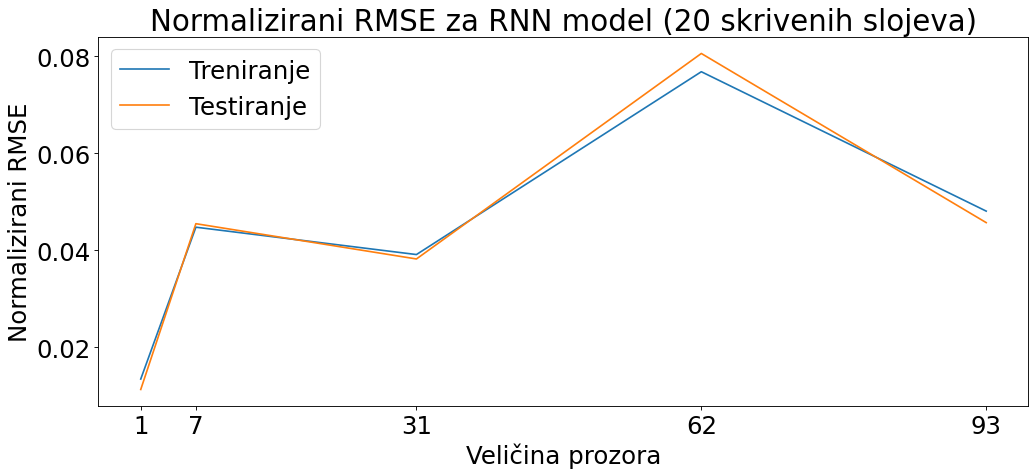 Normalizirani RMSE za RNN model (20 skrivenih slojeva)
Treniranje
Testiranje
Normalizirani RMSE
0.08
0.06
0.04
0.02
1 7 31 62 93
Veličina prozora